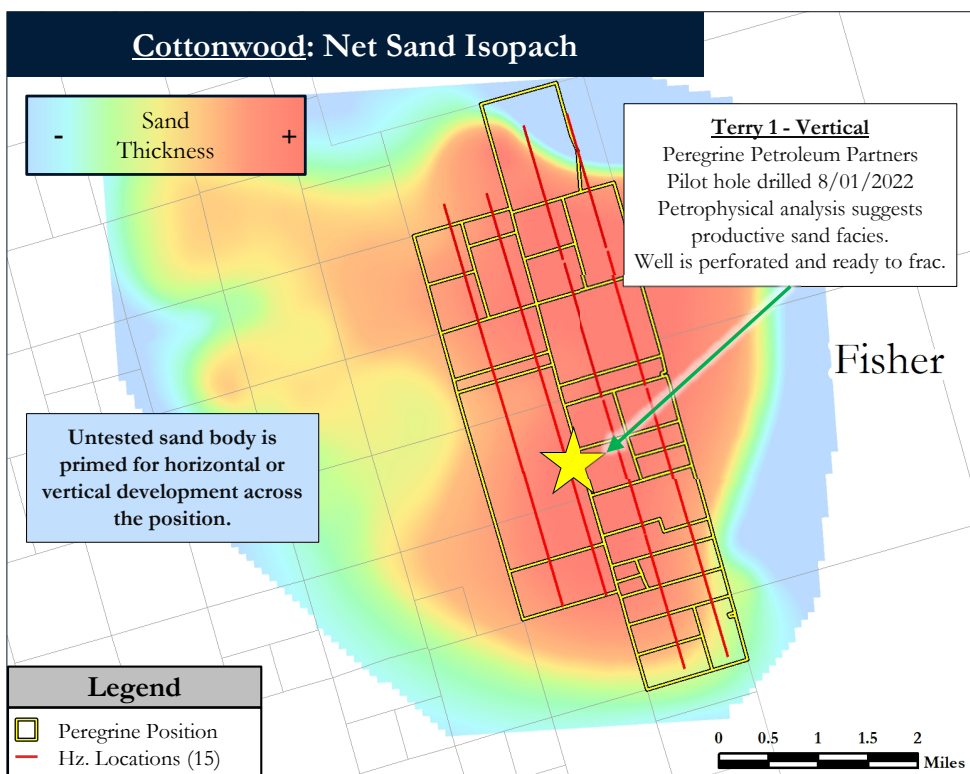 Cottonwood: Net Sand Isopach
-
Sand
Thickness
+
Terry 1 - Vertical
Peregrine Petroleum Partners
Pilot hole drilled 8/01/2022
Petrophysical analysis suggests
productive sand facies.
Well is perforated and ready to frac.
Fisher
Untested sand body is
primed for horizontal or
vertical development across
the position.
Legend
Peregrine Position
Hz. Locations (15)
0 0.5 1 1.5 2
Miles